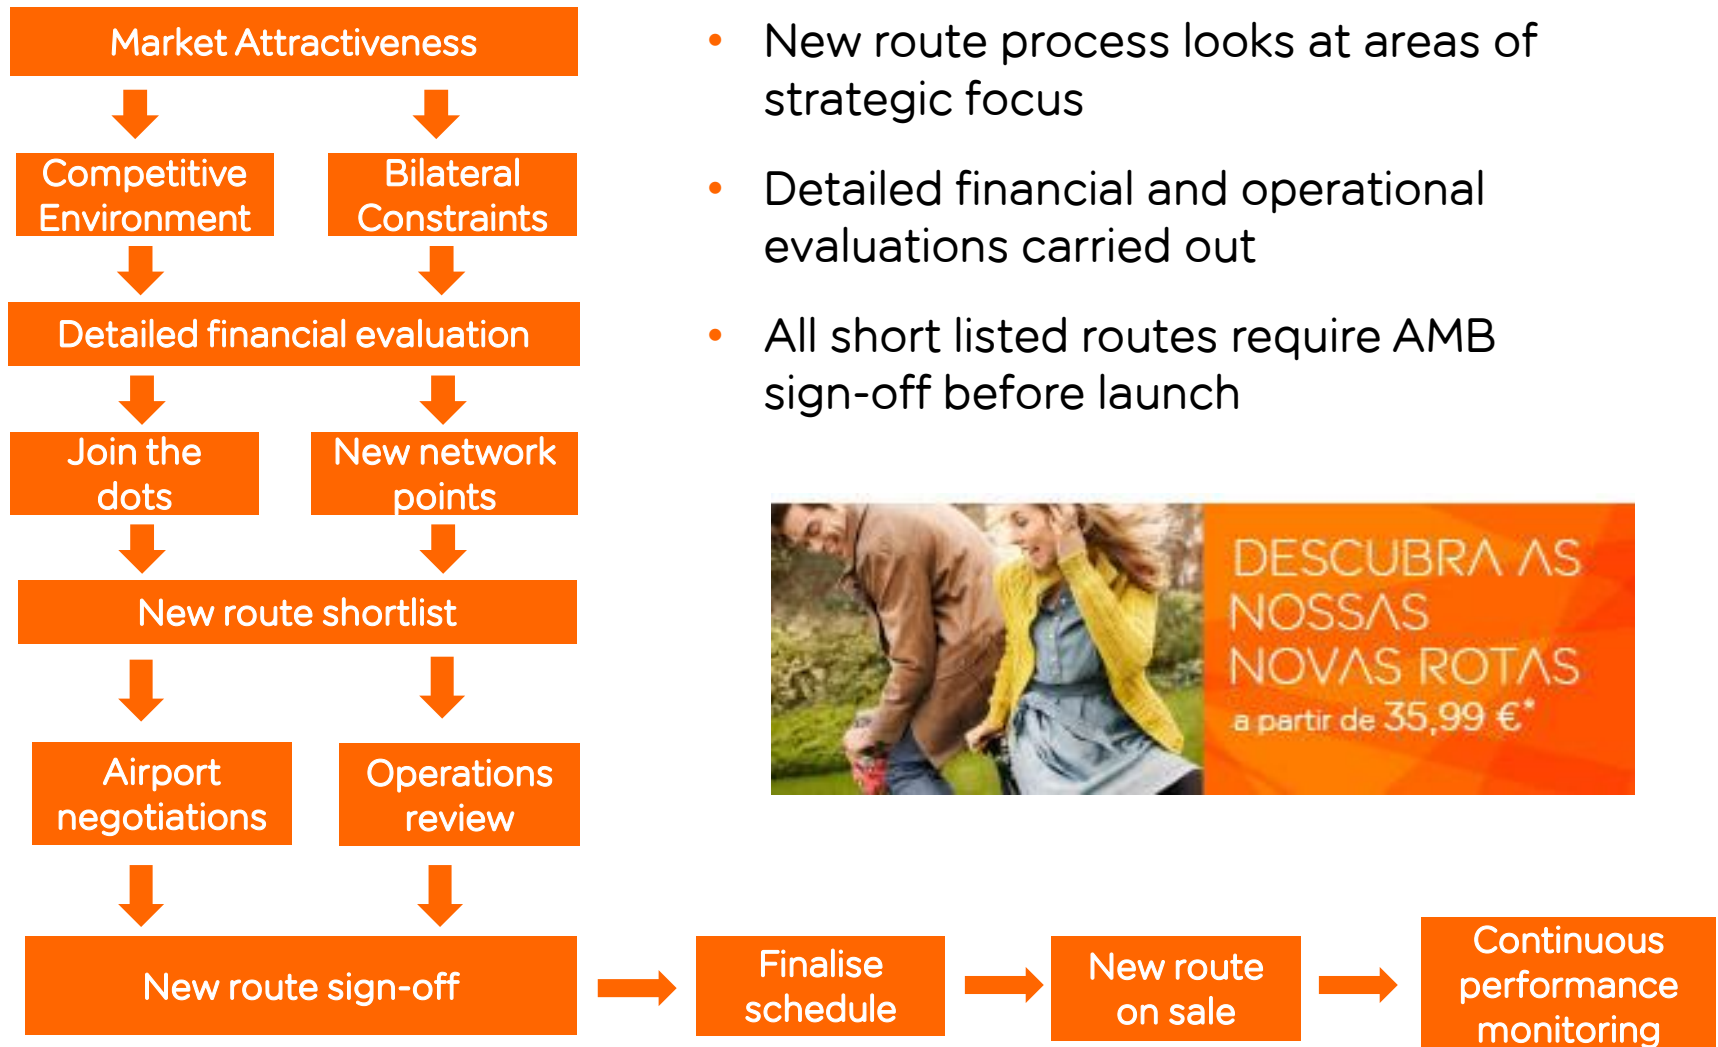 Market Attractiveness
Competitive
Environment
Bilateral
Constraints
Detailed financial evaluation
Join the
dots
New network
points
New route shortlist
Airport
negotiations
Operations
review
New route sign-off
Finalise
schedule
New route
on sale
Continuous
performance
monitoring
• New route process looks at areas of
strategic focus
• Detailed financial and operational
evaluations carried out
• All short listed routes require AMB
sign-off before launch
DESCUBRA AS
NOSSAS
NOVAS ROTAS
a partir de 35,99 €*